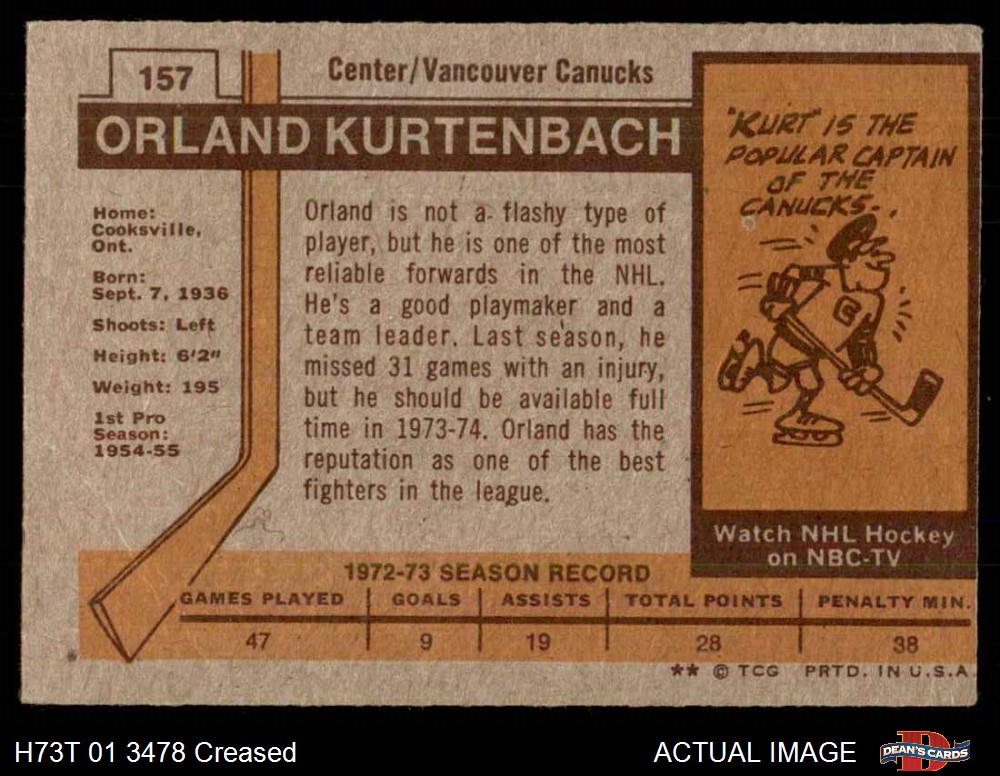 157
Center/Vancouver Canucks
ORLAND KURTENBACH
Home:
Cooksville,
Ont.
Born:
Sept. 7, 1936
Shoots: Left
Height: 6'2"
Weight: 195
1st Pro
Season:
1954-55
Orland is not a flashy type of
player, but he is one of the most
reliable forwards in the NHL.
He's a good playmaker and a
team leader. Last season, he
missed 31 games with an injury,
but he should be available full
time in 1973-74. Orland has the
reputation as one of the best
fighters in the league.
"KURT" IS THE
POPULAR CAPTAIN
OF THE
CANUCKS..
C
Watch NHL Hockey
on NBC-TV
1972-73 SEASON RECORD
GAMES PLAYED GOALS ASSISTS TOTAL POINTS PENALTY MIN.
47 9 19 28 38
** © TCG PRTD. IN U.S.A.
H73T 01 3478 Creased
ACTUAL IMAGE
D
DEAN'S CARDS